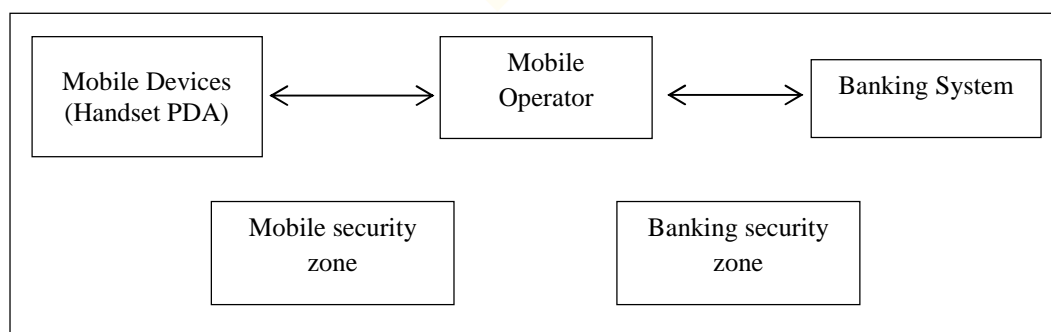 Mobile Devices
(Handset PDA)
Mobile
Operator
Banking System
Mobile security
zone
Banking security
zone